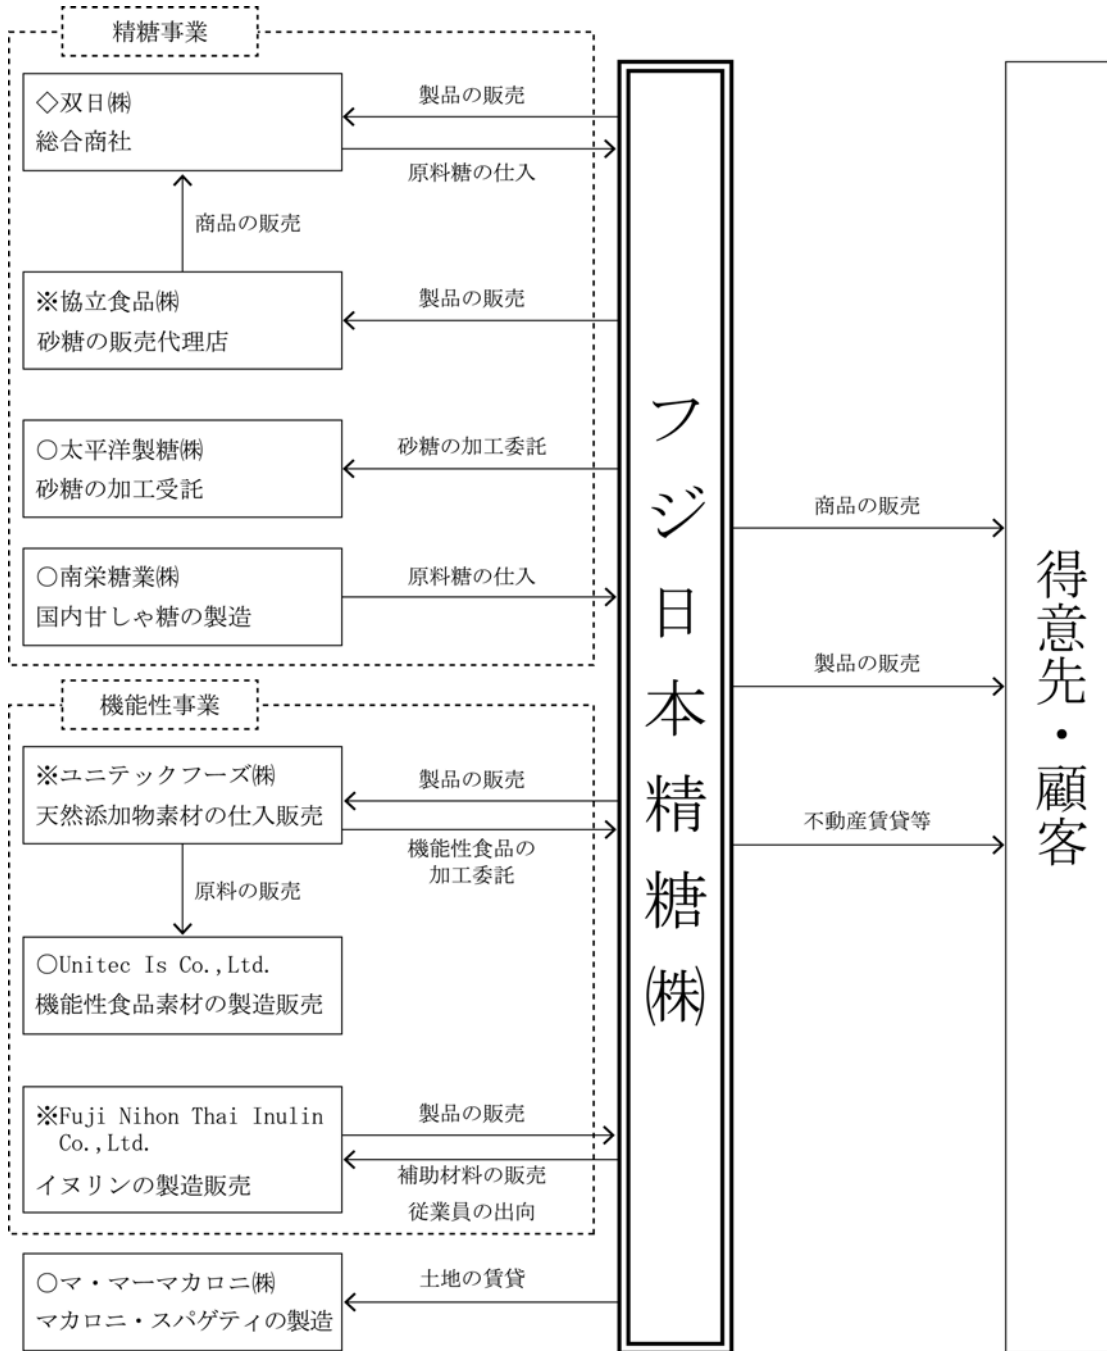 精糖事業
◇双日㈱
総合商社
製品の販売
原料糖の仕入
商品の販売
※協立食品㈱
砂糖の販売代理店
製品の販売
○太平洋製糖㈱
砂糖の加工受託
砂糖の加工委託
○南栄糖業㈱
国内甘しゃ糖の製造
原料糖の仕入
機能性事業
※ユニテックフーズ㈱
天然添加物素材の仕入販売
製品の販売
機能性食品の
加工委託
原料の販売
○Unitec Is Co.,Ltd.
機能性食品素材の製造販売
※Fuji Nihon Thai Inulin
Co.,Ltd.
イヌリンの製造販売
製品の販売
補助材料の販売
従業員の出向
○マ・マーマカロニ㈱
マカロニ・スパゲティの製造
土地の賃貸
フジ日本精糖㈱
商品の販売
製品の販売
不動産賃貸等
得意先・顧客